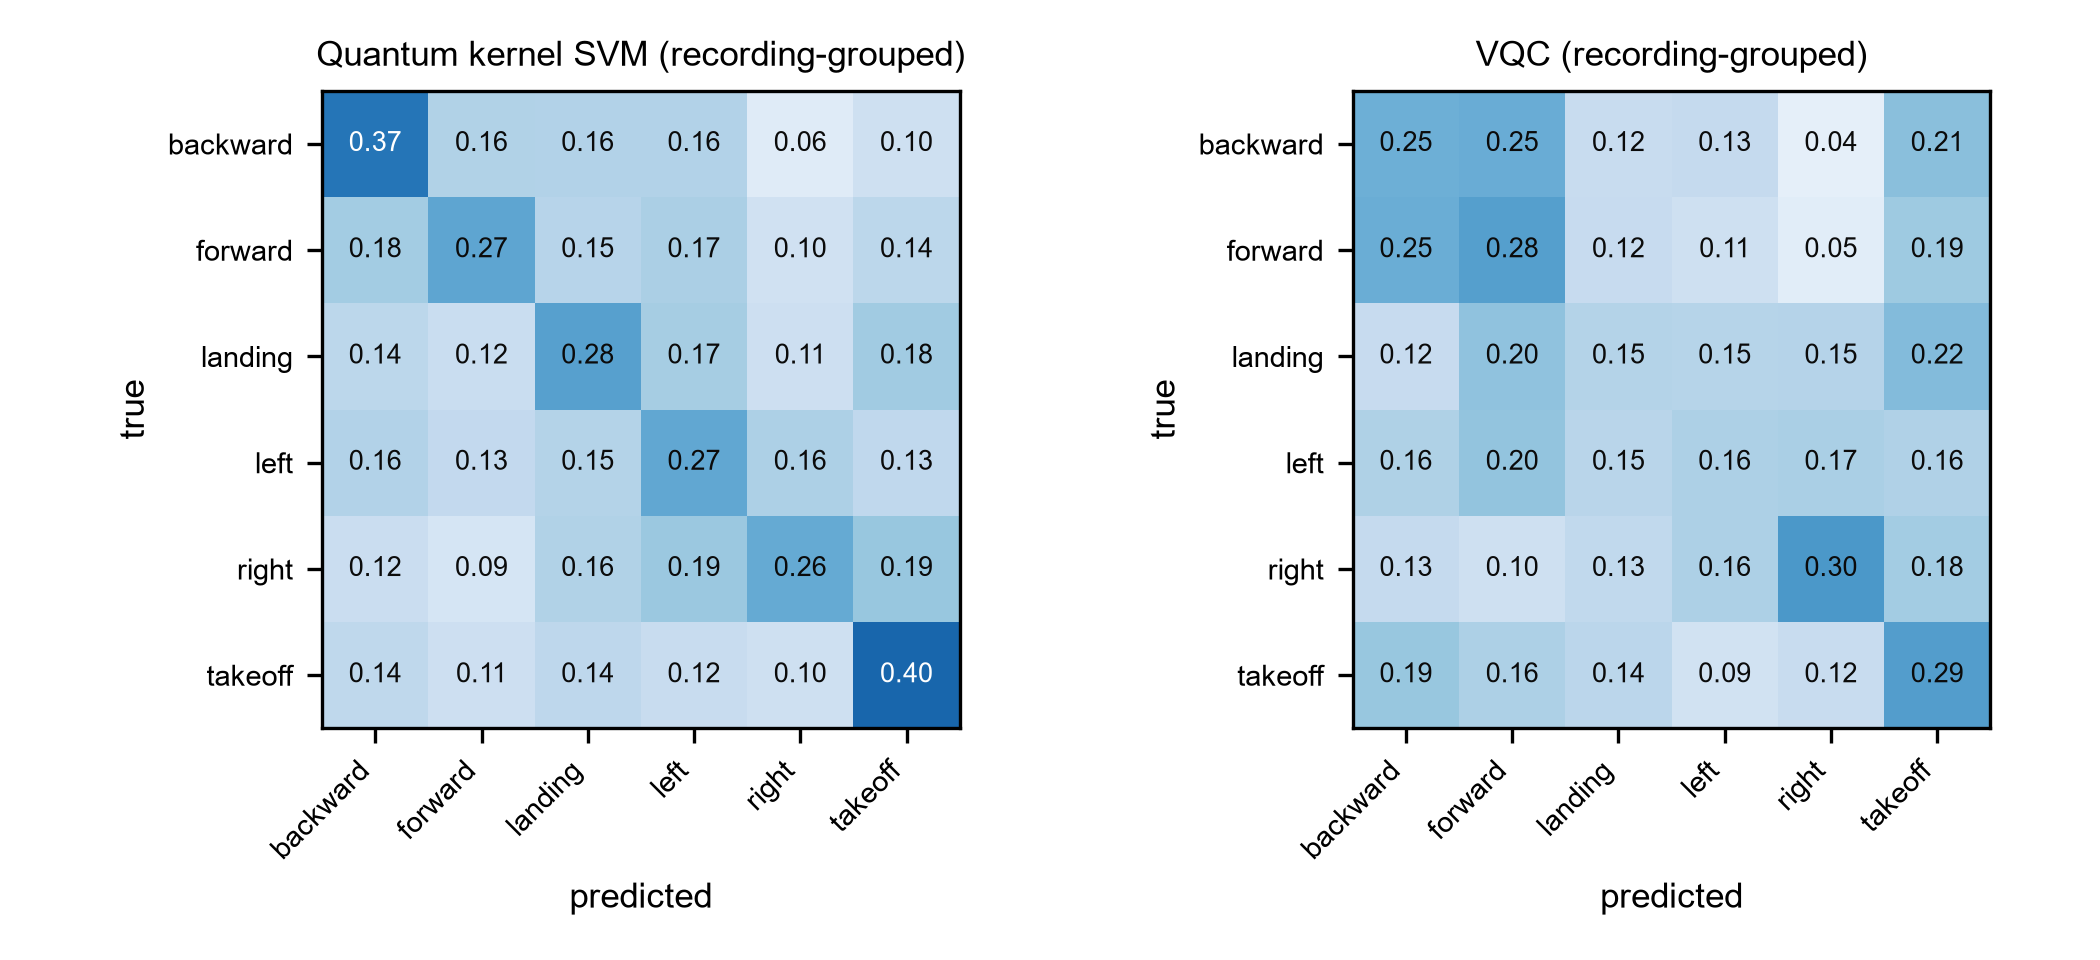 Quantum kernel SVM (recording-grouped)
true
backward 0.37 0.16 0.16 0.16 0.06 0.10
forward 0.18 0.27 0.15 0.17 0.10 0.14
landing 0.14 0.12 0.28 0.17 0.11 0.18
left 0.16 0.13 0.15 0.27 0.16 0.13
right 0.12 0.09 0.16 0.19 0.26 0.19
takeoff 0.14 0.11 0.14 0.12 0.10 0.40
backward forward landing left right takeoff
predicted
VQC (recording-grouped)
true
backward 0.25 0.25 0.12 0.13 0.04 0.21
forward 0.25 0.28 0.12 0.11 0.05 0.19
landing 0.12 0.20 0.15 0.15 0.15 0.22
left 0.16 0.20 0.15 0.16 0.17 0.16
right 0.13 0.10 0.13 0.16 0.30 0.18
takeoff 0.19 0.16 0.14 0.09 0.12 0.29
backward forward landing left right takeoff
predicted